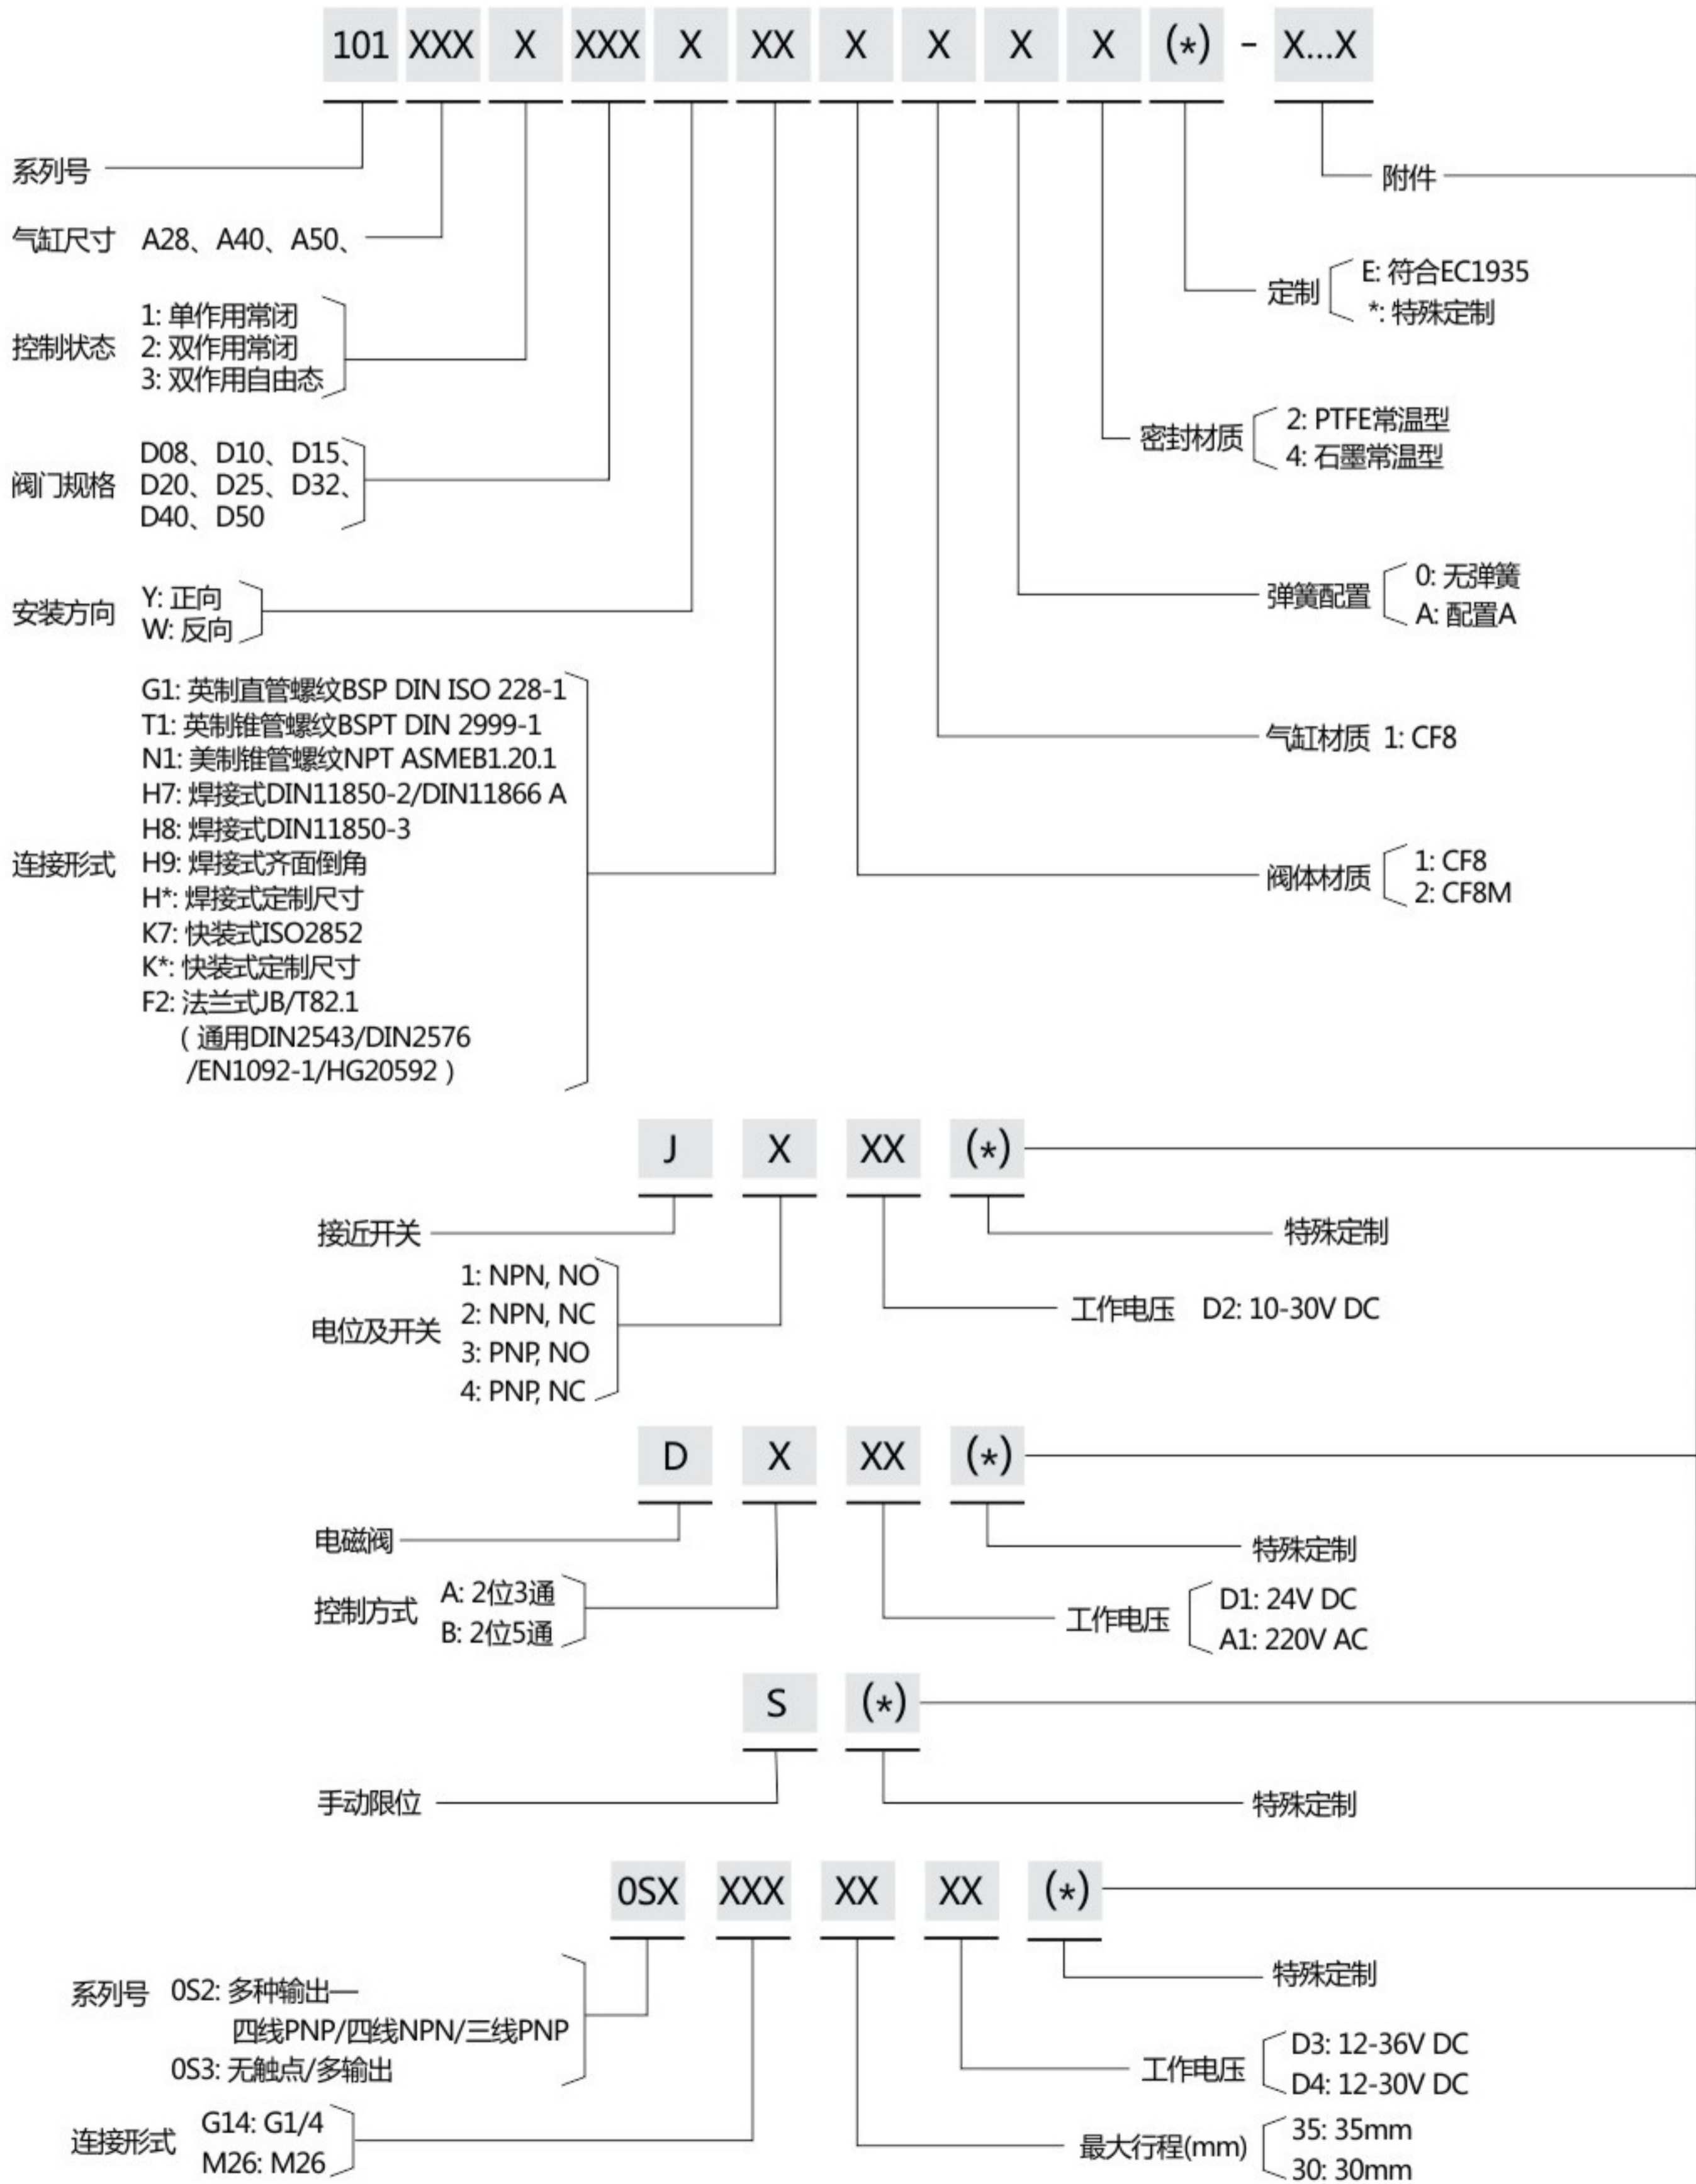 101 XXX X XXX X XX X X X X (*) - X...X
系列号
附件
气缸尺寸 A28、A40、A50、
定制
E: 符合EC1935
*: 特殊定制
控制状态
1: 单作用常闭
2: 双作用常闭
3: 双作用自由态
密封材质
2: PTFE常温型
4: 石墨常温型
阀门规格
D08、D10、D15、
D20、D25、D32、
D40、D50
安装方向
Y: 正向
W: 反向
弹簧配置
0: 无弹簧
A: 配置A
连接形式
G1: 英制直管螺纹BSP DIN ISO 228-1
T1: 英制锥管螺纹BSPT DIN 2999-1
N1: 美制锥管螺纹NPT ASMEB1.20.1
H7: 焊接式DIN11850-2/DIN11866 A
H8: 焊接式DIN11850-3
H9: 焊接式齐面倒角
H*: 焊接式定制尺寸
K7: 快装式ISO2852
K*: 快装式定制尺寸
F2: 法兰式JB/T82.1
( 通用DIN2543/DIN2576
/EN1092-1/HG20592 )
气缸材质 1: CF8
阀体材质
1: CF8
2: CF8M
J X XX (*)
接近开关
特殊定制
电位及开关
1: NPN, NO
2: NPN, NC
3: PNP, NO
4: PNP, NC
工作电压 D2: 10-30V DC
D X XX (*)
电磁阀
特殊定制
控制方式
A: 2位3通
B: 2位5通
工作电压
D1: 24V DC
A1: 220V AC
S (*)
手动限位
特殊定制
0SX XXX XX XX (*)
系列号 0S2: 多种输出—
四线PNP/四线NPN/三线PNP
0S3: 无触点/多输出
特殊定制
工作电压
D3: 12-36V DC
D4: 12-30V DC
连接形式
G14: G1/4
M26: M26
最大行程(mm)
35: 35mm
30: 30mm